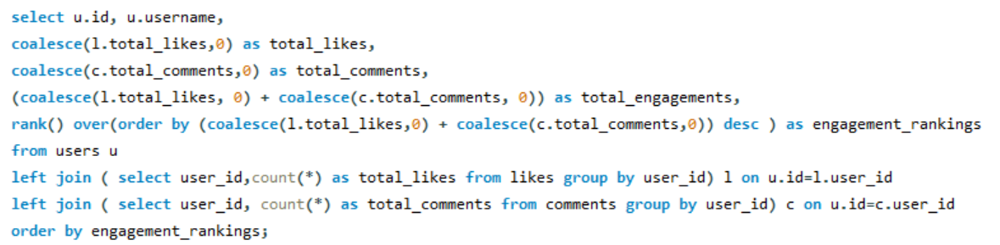 select u.id, u.username,
coalesce(l.total_likes,0) as total_likes,
coalesce(c.total_comments,0) as total_comments,
(coalesce(l.total_likes, 0) + coalesce(c.total_comments, 0)) as total_engagements,
rank() over(order by (coalesce(l.total_likes,0) + coalesce(c.total_comments,0)) desc ) as engagement_rankings
from users u
left join ( select user_id,count(*) as total_likes from likes group by user_id) l on u.id=l.user_id
left join ( select user_id, count(*) as total_comments from comments group by user_id) c on u.id=c.user_id
order by engagement_rankings;